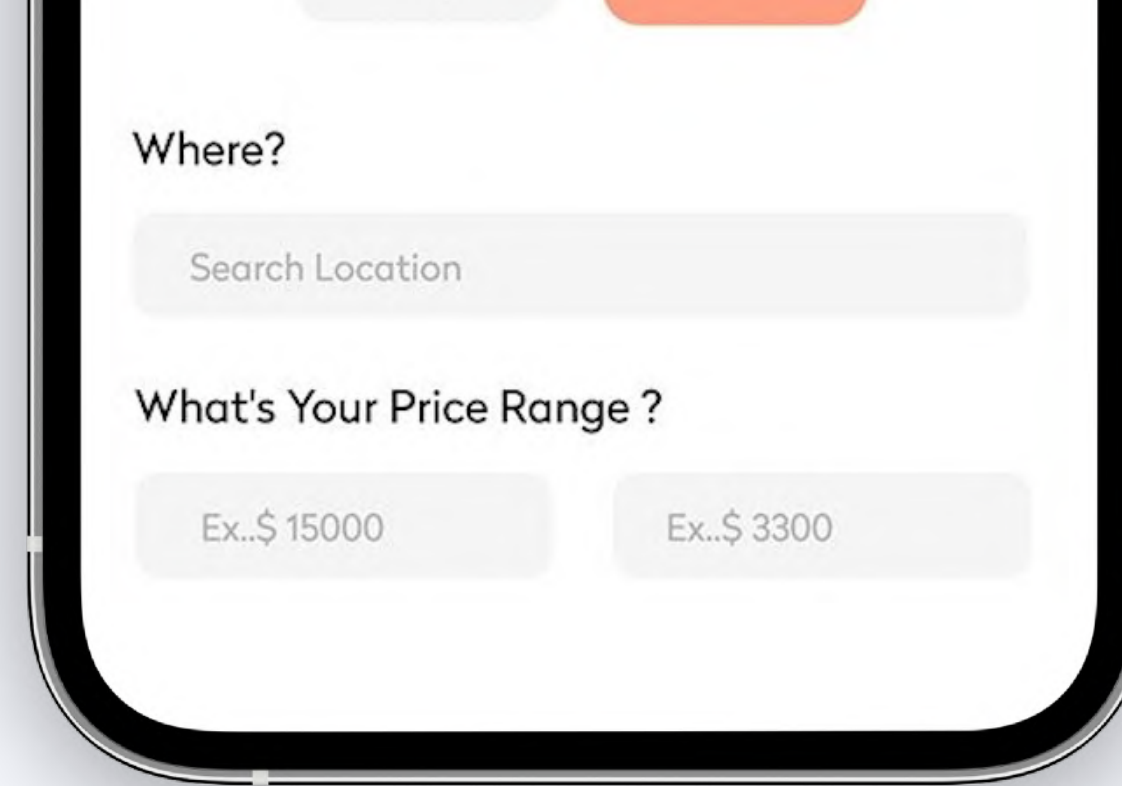 Where?
Search Location
What's Your Price Range ?
Ex..$ 15000
Ex..$ 3300